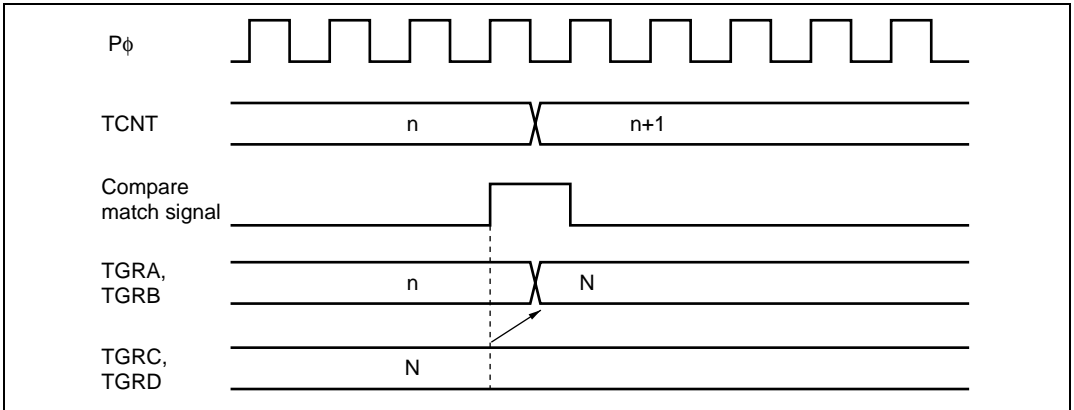 Pϕ
TCNT
n
n+1
Compare
match signal
TGRA,
TGRB
n
N
TGRC,
TGRD
N